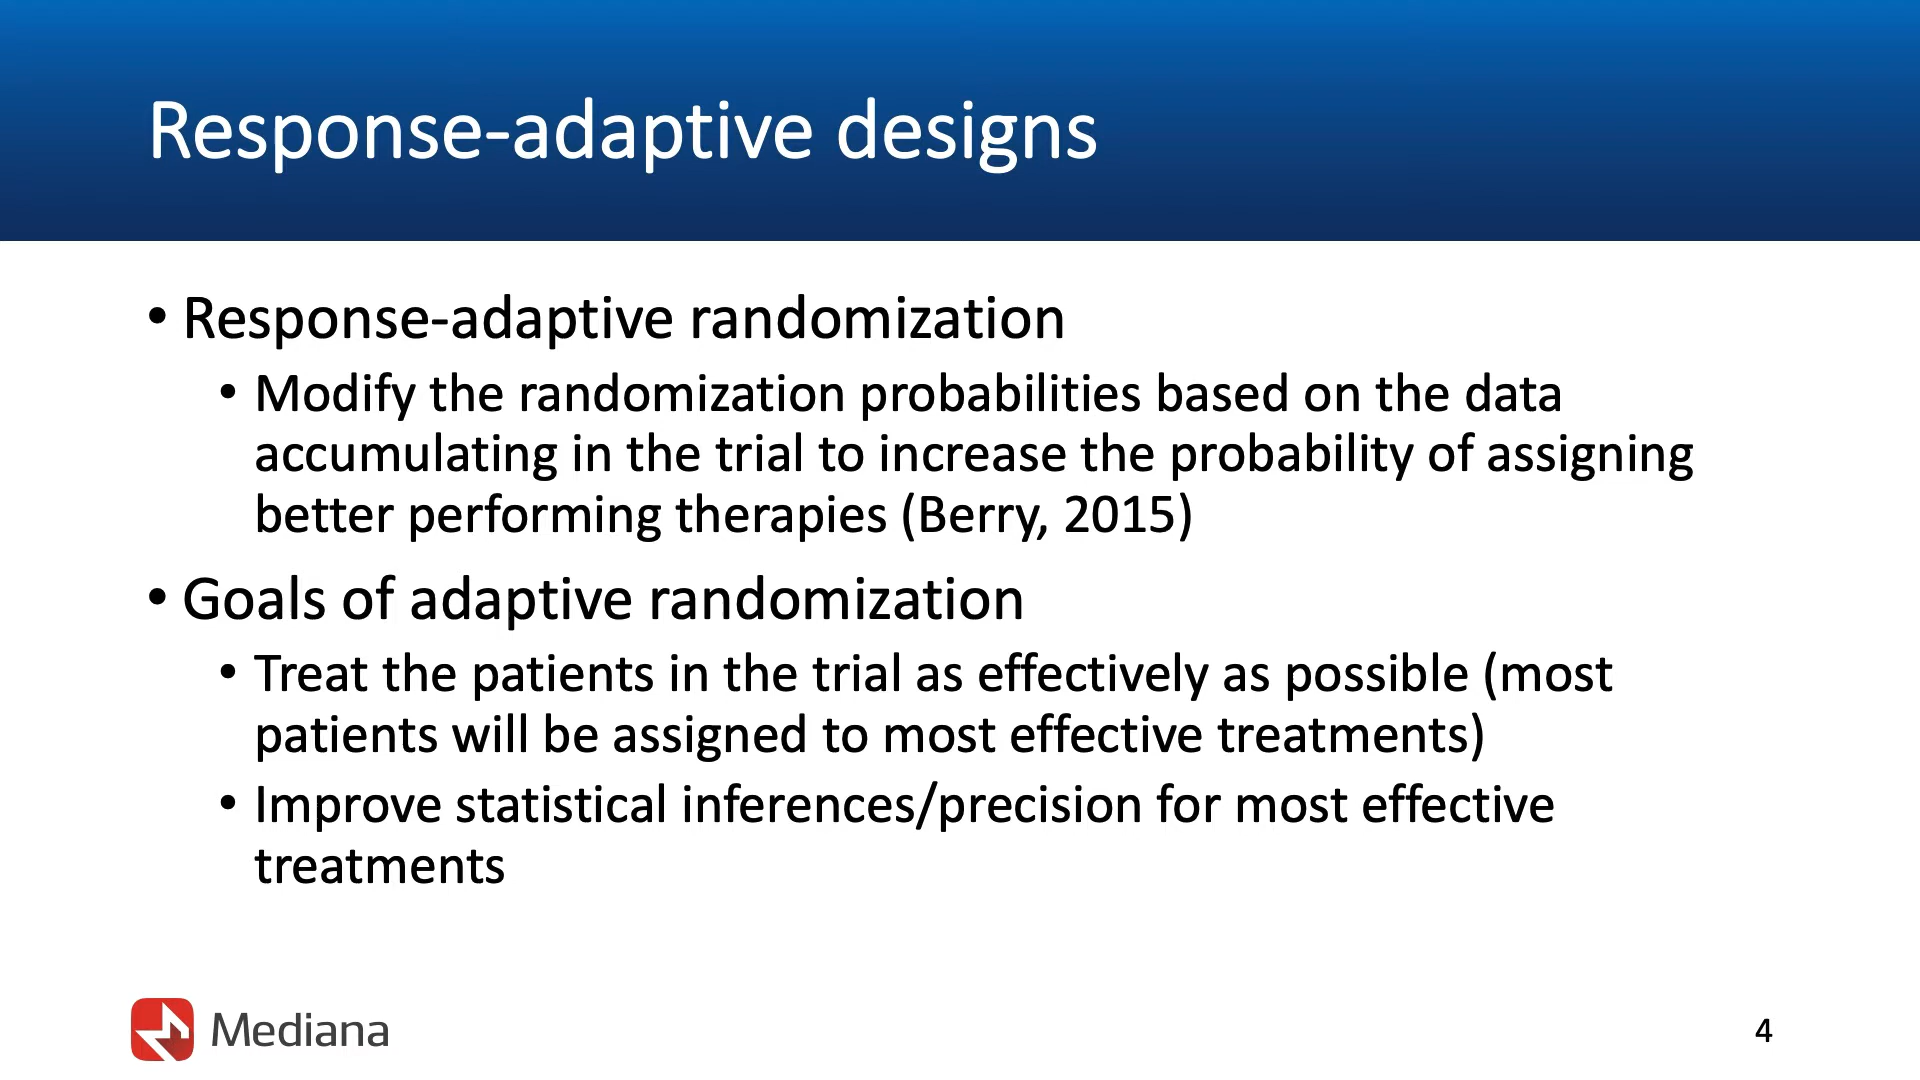 Response-adaptive designs
• Response-adaptive randomization
• Modify the randomization probabilities based on the data
accumulating in the trial to increase the probability of assigning
better performing therapies (Berry, 2015)
• Goals of adaptive randomization
• Treat the patients in the trial as effectively as possible (most
patients will be assigned to most effective treatments)
• Improve statistical inferences/precision for most effective
treatments
Mediana
4